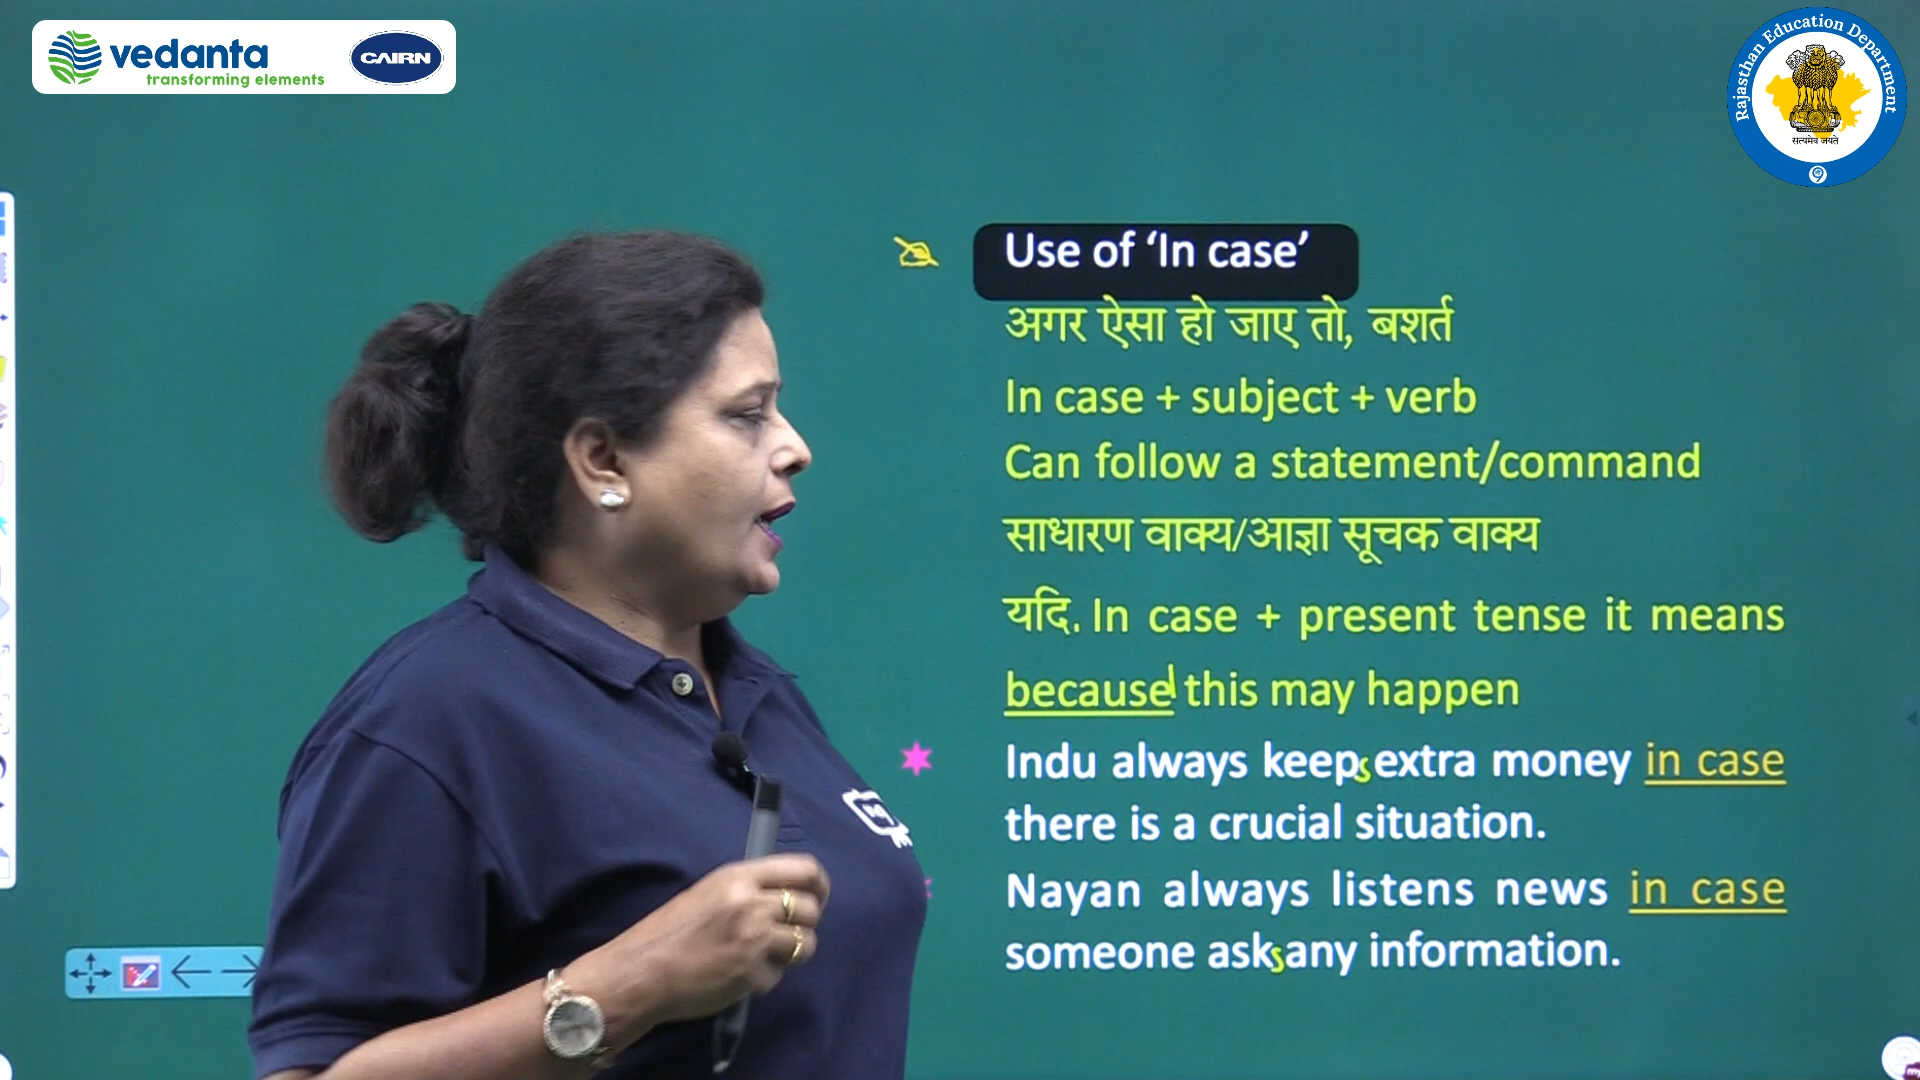 vedanta
transforming elements
CAIRN
Rajasthan Education Department
सत्यमेव जयते
Use of ‘In case’
अगर ऐसा हो जाए तो, बशर्त
In case + subject + verb
Can follow a statement/command
साधारण वाक्य/आज्ञा सूचक वाक्य
यदि. In case + present tense it means
because this may happen
Indu always keeps extra money in case
there is a crucial situation.
Nayan always listens news in case
someone asks any information.